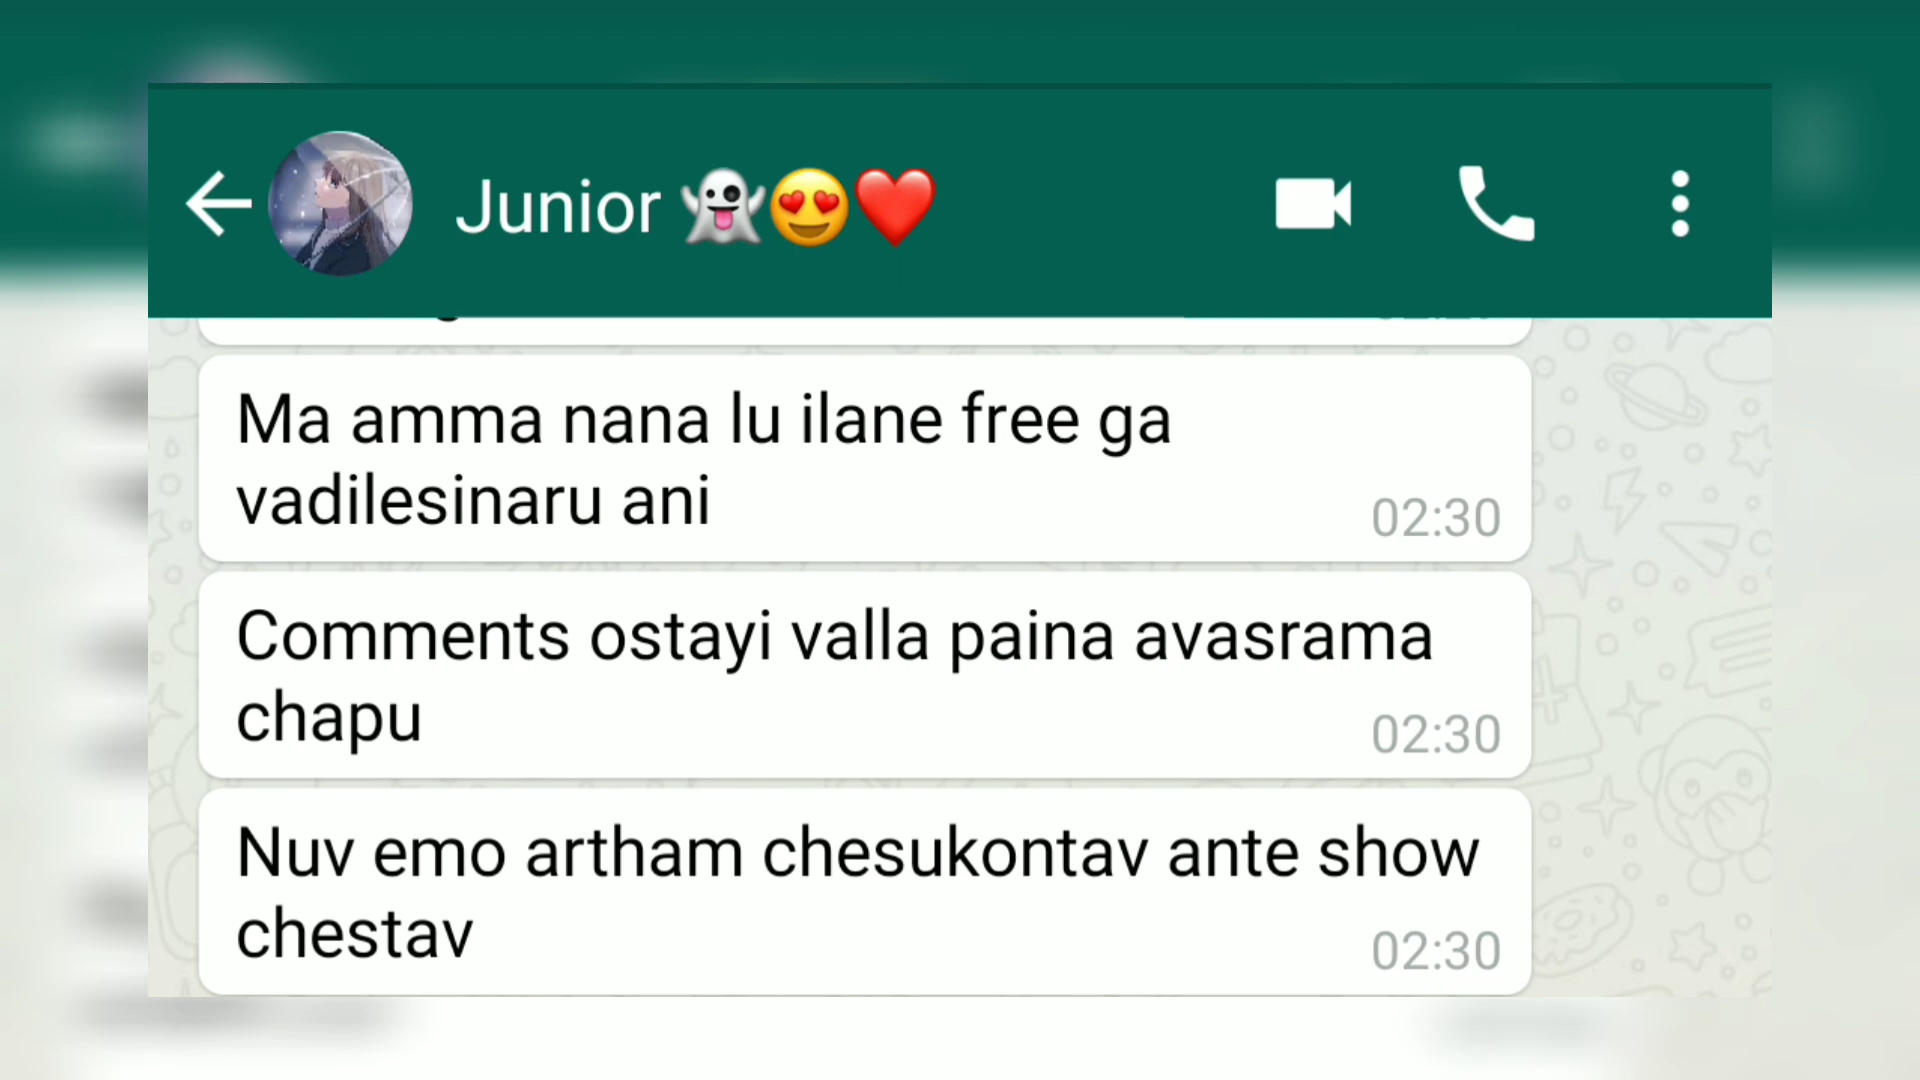 Junior 👻😍❤️
Ma amma nana lu ilane free ga
vadilesinaru ani
02:30
Comments ostayi valla paina avasrama
chapu
02:30
Nuv emo artham chesukontav ante show
chestav
02:30